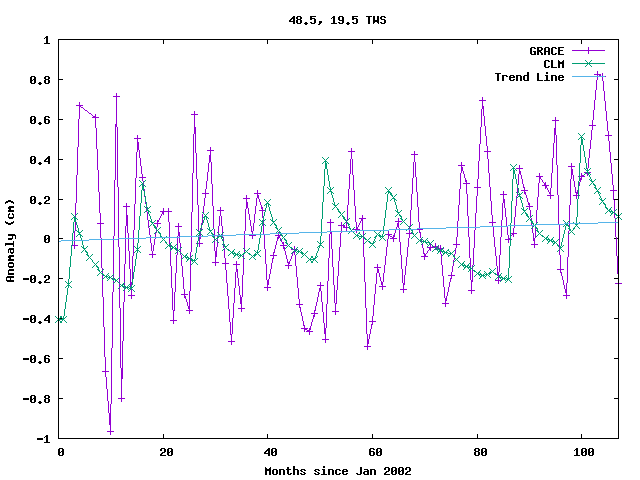 48.5, 19.5 TWS
GRACE
CLM
Trend Line
1
0.8
0.6
0.4
0.2
0
-0.2
-0.4
-0.6
-0.8
-1
Anomaly (cm)
0 20 40 60 80 100
Months since Jan 2002